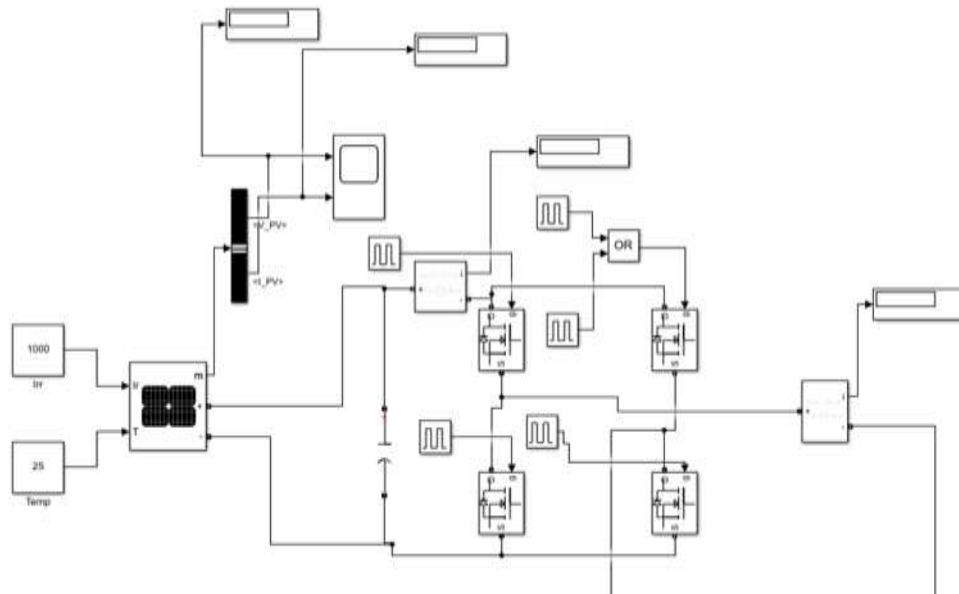 <V_PV>
OR
<I_PV>
i
+
-
g
D
S
g
D
S
i
+
-
1000
Irr
m
Ir
+
T
-
25
Temp
g
D
S
g
D
S